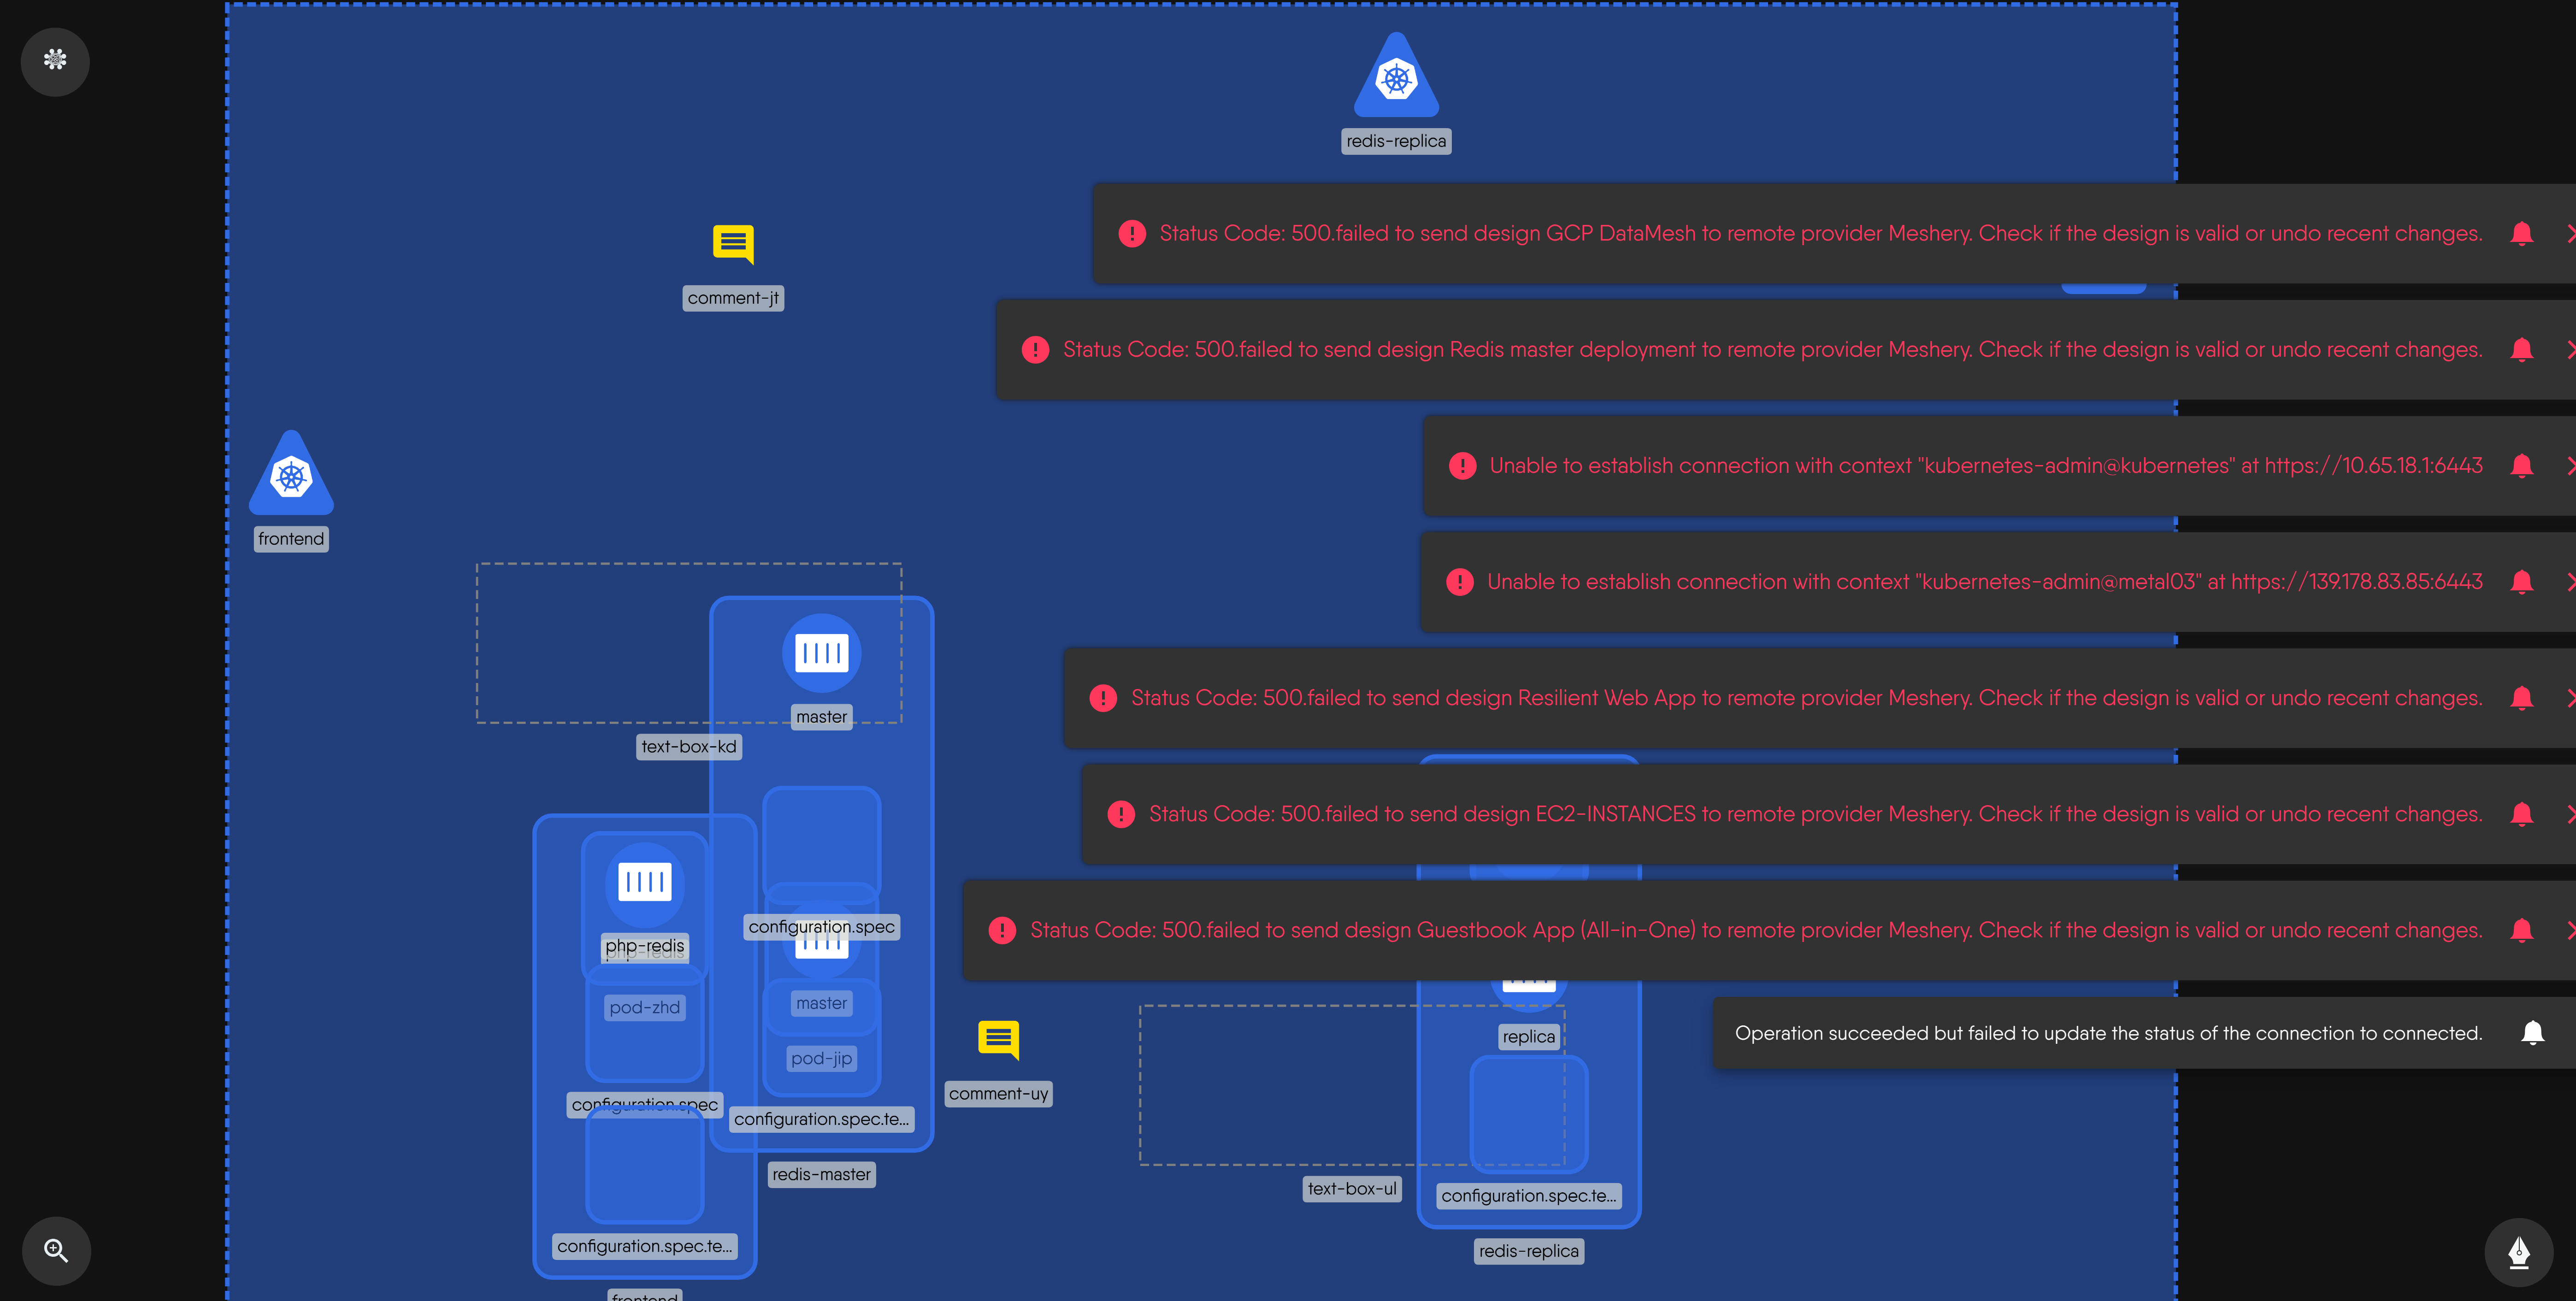 redis-replica
Status Code: 500.failed to send design GCP DataMesh to remote provider Meshery. Check if the design is valid or undo recent changes.
comment-jt
Status Code: 500.failed to send design Redis master deployment to remote provider Meshery. Check if the design is valid or undo recent changes.
Unable to establish connection with context "kubernetes-admin@kubernetes" at https://10.65.18.1:6443
frontend
Unable to establish connection with context "kubernetes-admin@metal03" at https://139.178.83.85:6443
Status Code: 500.failed to send design Resilient Web App to remote provider Meshery. Check if the design is valid or undo recent changes.
master
text-box-kd
Status Code: 500.failed to send design EC2-INSTANCES to remote provider Meshery. Check if the design is valid or undo recent changes.
configuration.spec
Status Code: 500.failed to send design Guestbook App (All-in-One) to remote provider Meshery. Check if the design is valid or undo recent changes.
php-redis
php-redis
pod-zhd
master
replica
Operation succeeded but failed to update the status of the connection to connected.
pod-jip
comment-uy
configuration.spec
configuration.spec.te...
redis-master
text-box-ul
configuration.spec.te...
configuration.spec.te...
redis-replica
frontend